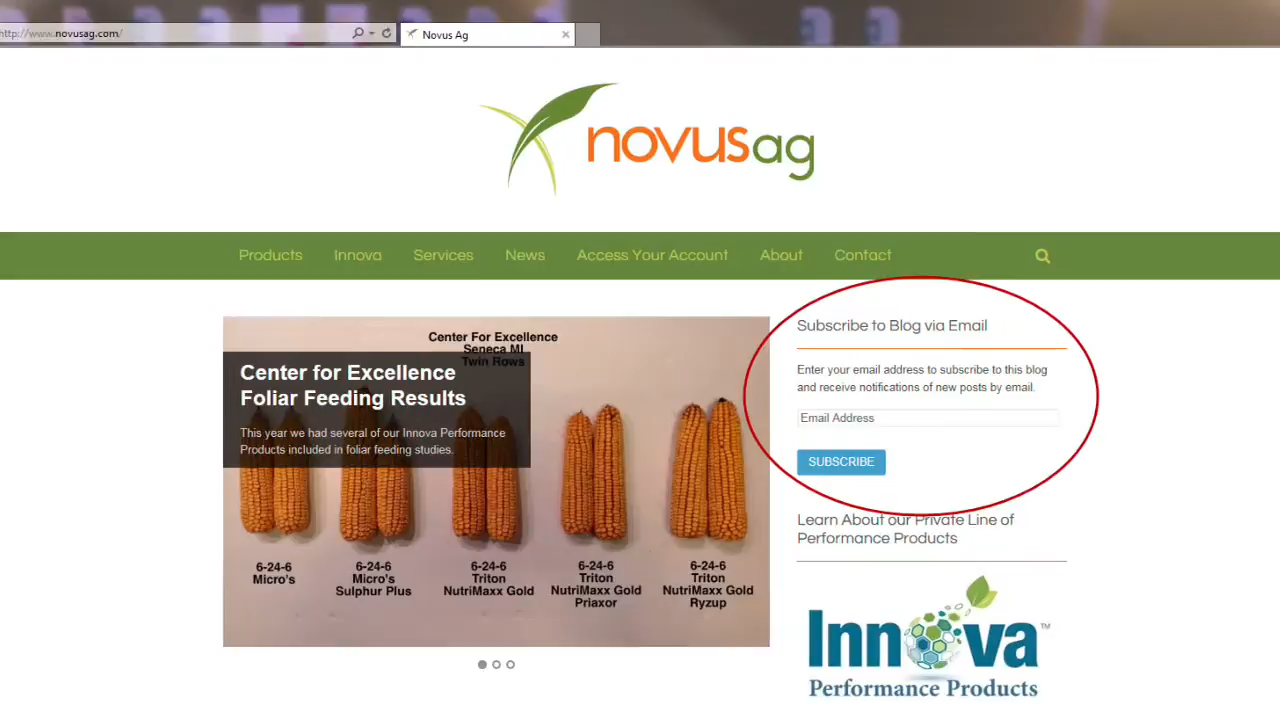 http://www.novusag.com/
Novus Ag
novusag
Products Innova Services News Access Your Account About Contact
Center For Excellence
Seneca MI
Twin Rows
Center for Excellence
Foliar Feeding Results
This year we had several of our Innova Performance
Products included in foliar feeding studies.
6-24-6
Micro's
6-24-6
Micro's
Sulphur Plus
6-24-6
Triton
NutriMaxx Gold
6-24-6
Triton
NutriMaxx Gold
Priaxor
6-24-6
Triton
NutriMaxx Gold
Ryzup
Subscribe to Blog via Email
Enter your email address to subscribe to this blog
and receive notifications of new posts by email.
Email Address
SUBSCRIBE
Learn About our Private Line of
Performance Products
Innova™
Performance Products